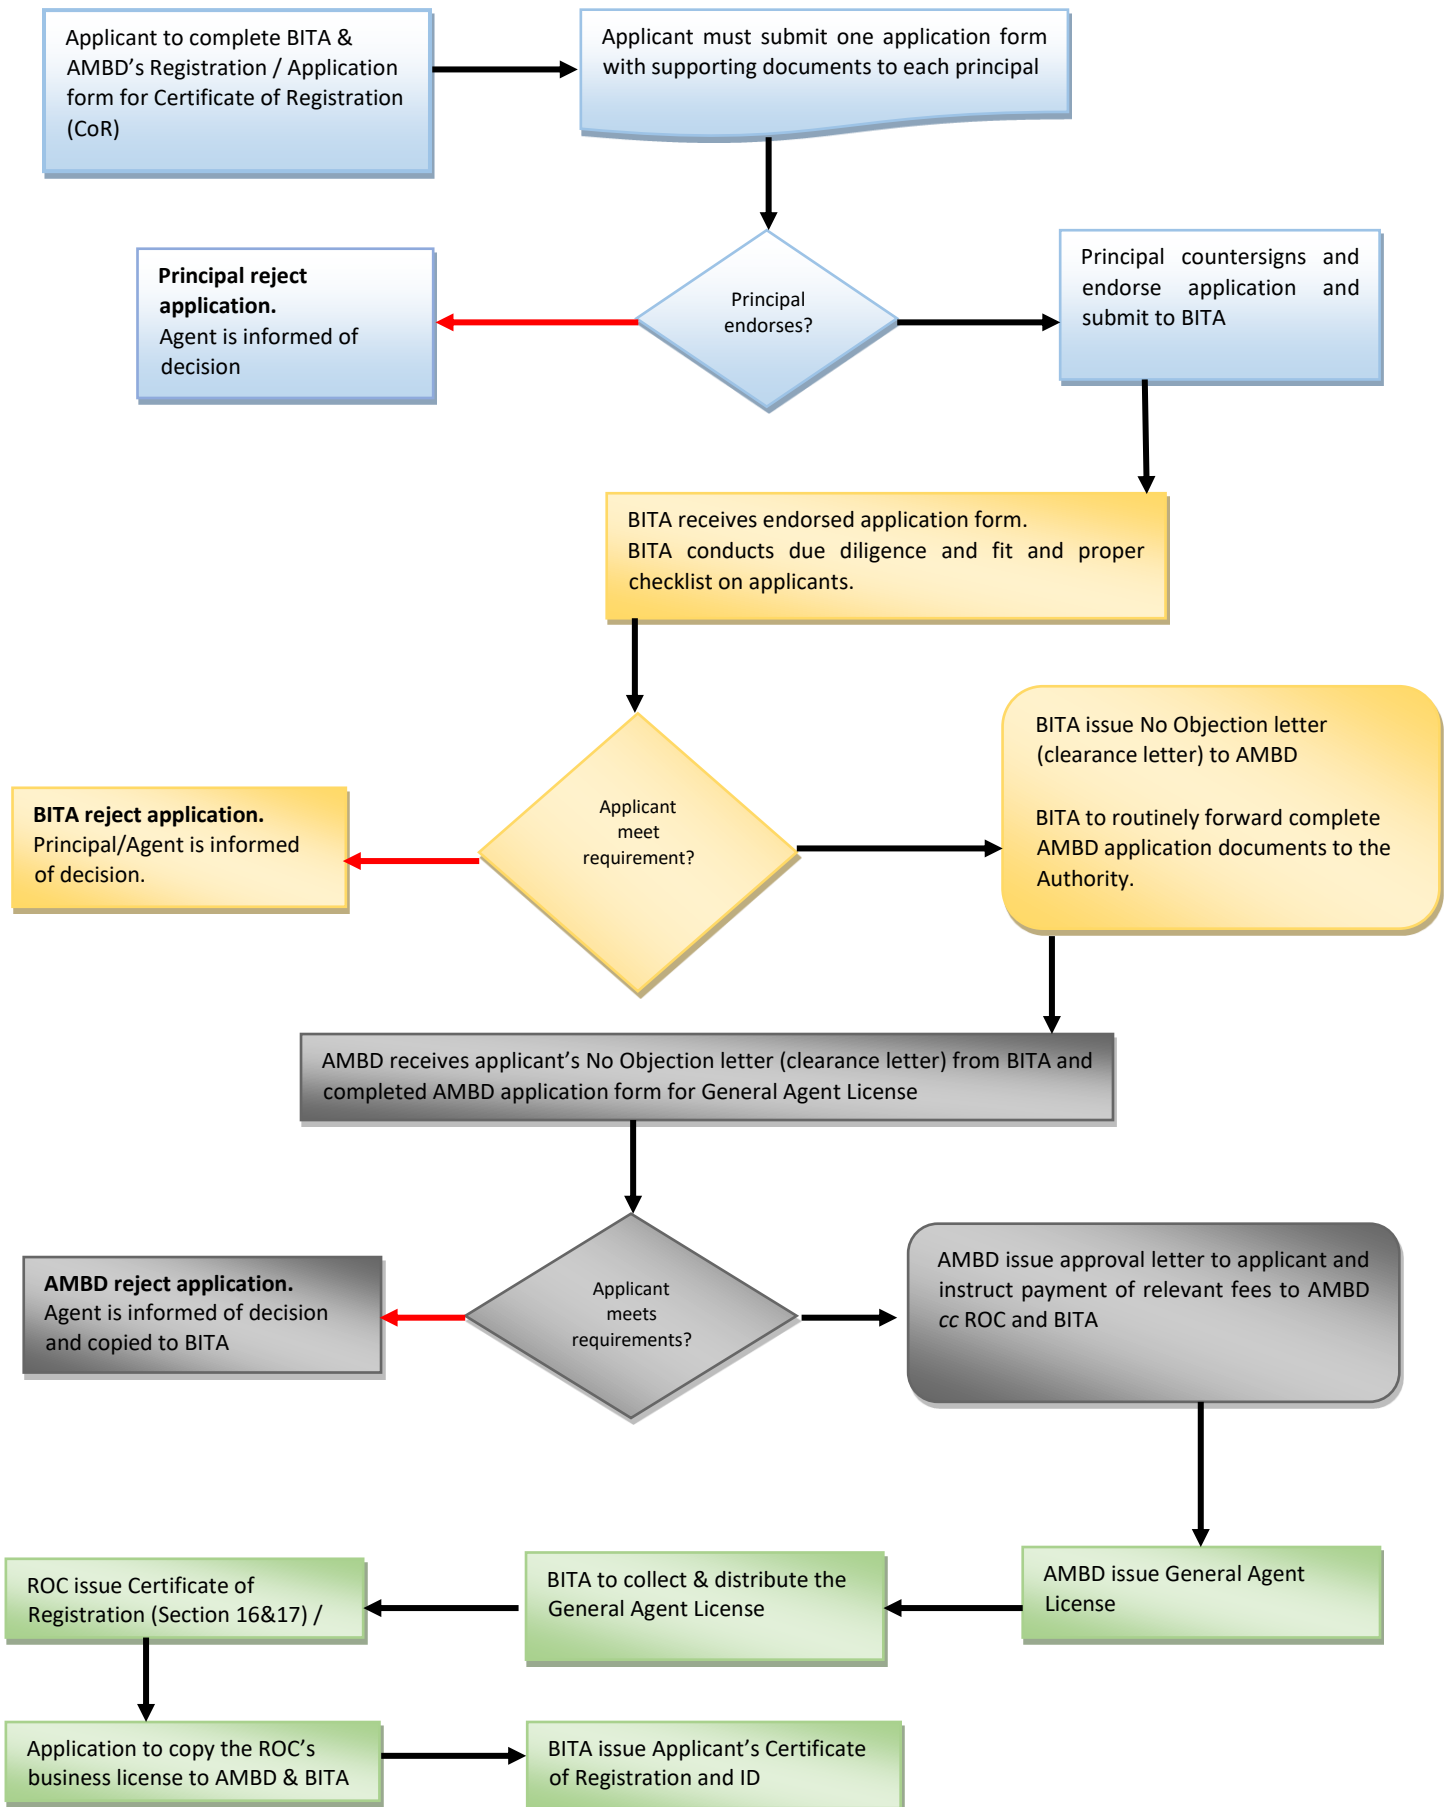 Applicant to complete BITA &
AMBD’s Registration / Application
form for Certificate of Registration
(CoR)
Applicant must submit one application form
with supporting documents to each principal
Principal reject
application.
Agent is informed of
decision
Principal
endorses?
Principal countersigns and
endorse application and
submit to BITA
BITA receives endorsed application form.
BITA conducts due diligence and fit and proper
checklist on applicants.
BITA reject application.
Principal/Agent is informed
of decision.
Applicant
meet
requirement?
BITA issue No Objection letter
(clearance letter) to AMBD
BITA to routinely forward complete
AMBD application documents to the
Authority.
AMBD receives applicant’s No Objection letter (clearance letter) from BITA and
completed AMBD application form for General Agent License
AMBD reject application.
Agent is informed of decision
and copied to BITA
Applicant
meets
requirements?
AMBD issue approval letter to applicant and
instruct payment of relevant fees to AMBD
cc ROC and BITA
AMBD issue General Agent
License
BITA to collect & distribute the
General Agent License
ROC issue Certificate of
Registration (Section 16&17) /
Application to copy the ROC’s
business license to AMBD & BITA
BITA issue Applicant’s Certificate
of Registration and ID